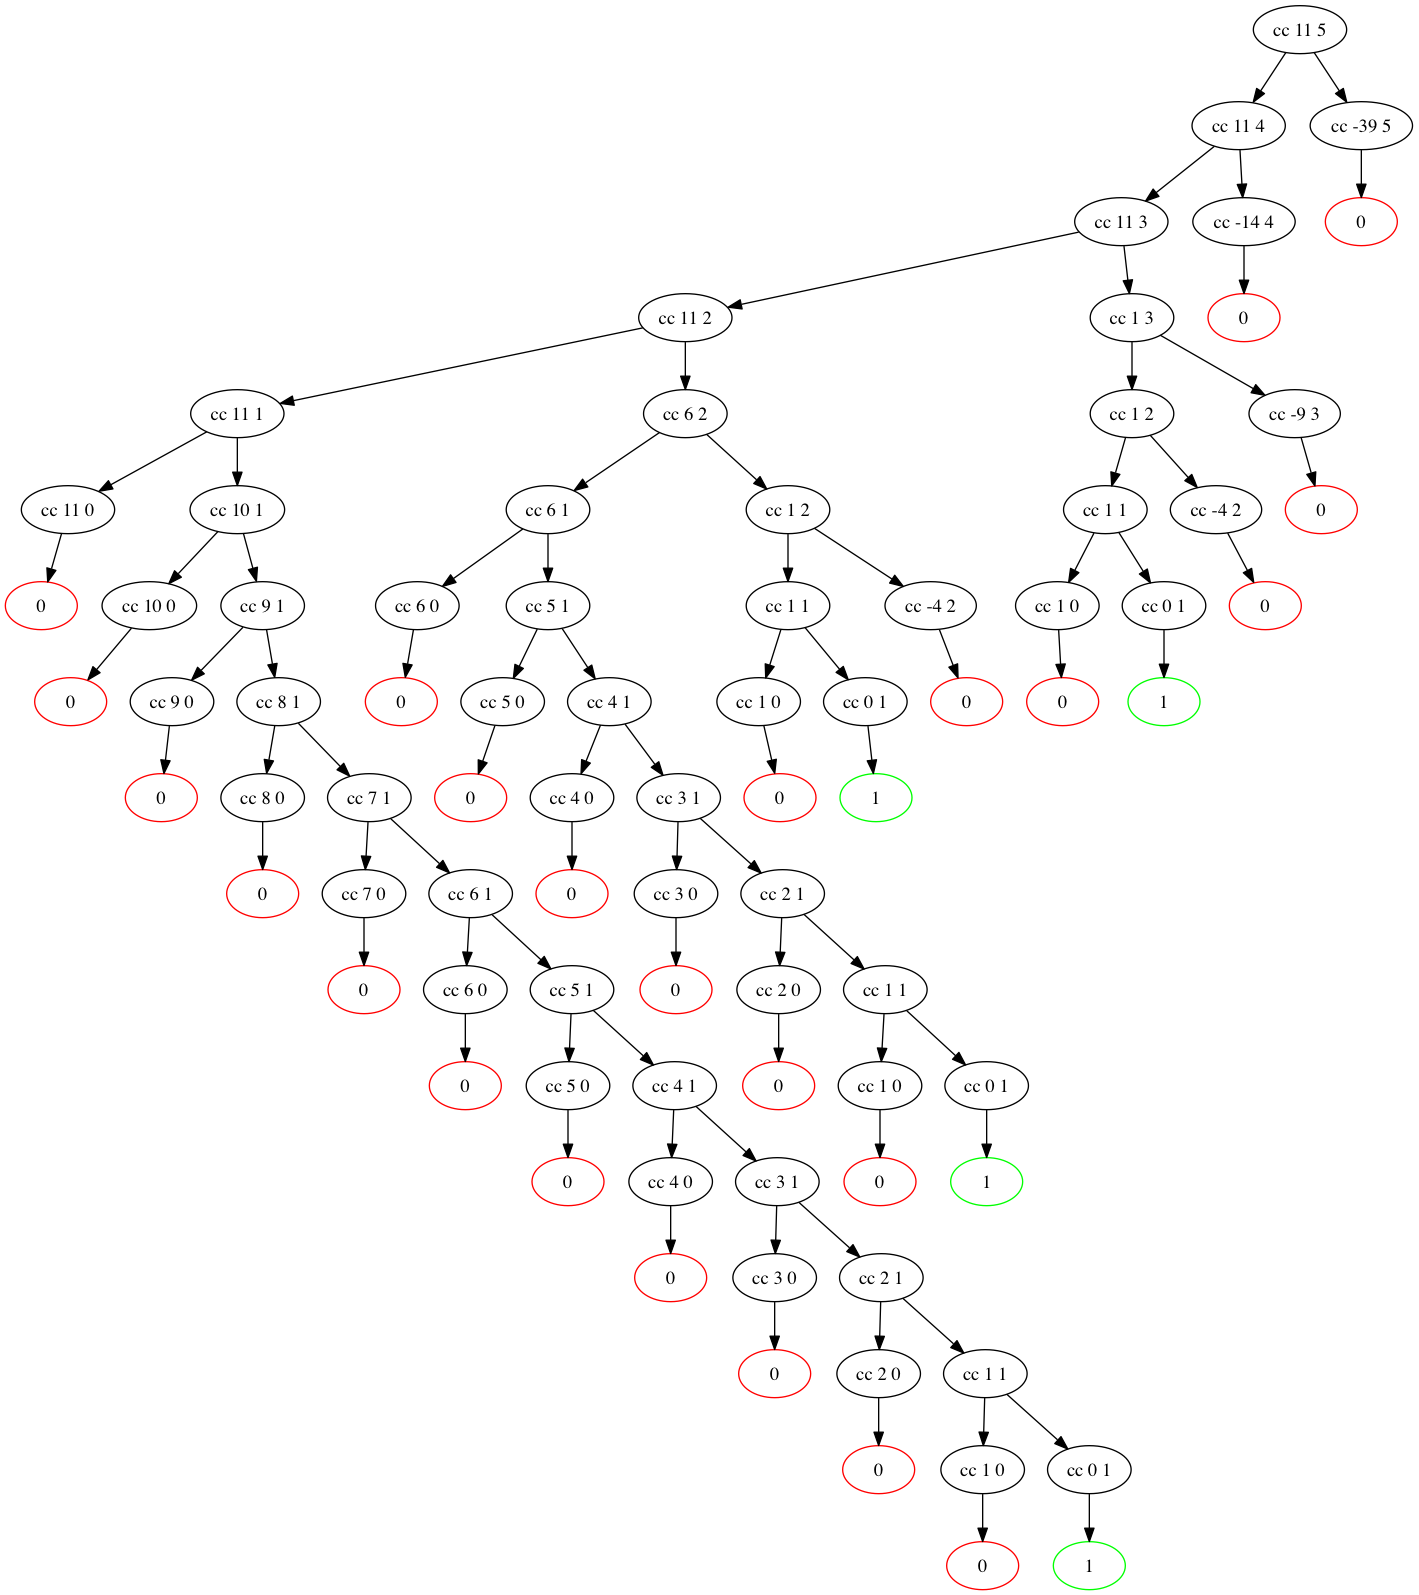 cc 11 5
cc 11 4
cc -39 5
cc 11 3
cc -14 4
0
cc 11 2
cc 1 3
0
cc 11 1
cc 6 2
cc 1 2
cc -9 3
cc 11 0
cc 10 1
cc 6 1
cc 1 2
cc 1 1
cc -4 2
0
0
cc 10 0
cc 9 1
cc 6 0
cc 5 1
cc 1 1
cc -4 2
cc 1 0
cc 0 1
0
0
cc 9 0
cc 8 1
0
cc 5 0
cc 4 1
cc 1 0
cc 0 1
0
0
1
0
cc 8 0
cc 7 1
0
cc 4 0
cc 3 1
0
1
0
cc 7 0
cc 6 1
0
cc 3 0
cc 2 1
0
cc 6 0
cc 5 1
0
cc 2 0
cc 1 1
0
cc 5 0
cc 4 1
0
cc 1 0
cc 0 1
0
cc 4 0
cc 3 1
0
1
0
cc 3 0
cc 2 1
0
cc 2 0
cc 1 1
0
cc 1 0
cc 0 1
0
1